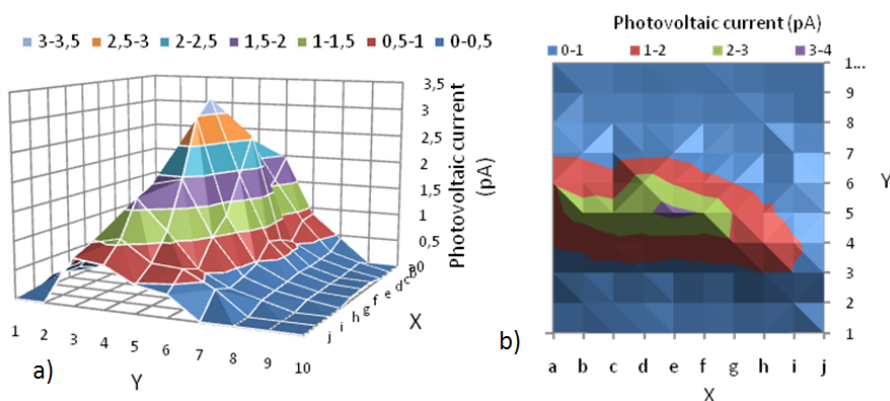 3-3,5 2,5-3 2-2,5 1,5-2 1-1,5 0,5-1 0-0,5
3,5
3
2,5
2
1,5
1
0,5
0
Photovoltaic current
(pA)
a
d
e
f
g
h
i
j
X
1
2
3
4
5
6
7
8
9
10
Y
a)
Photovoltaic current (pA)
0-1 1-2 2-3 3-4
1...
9
8
7
6
5
4
3
2
1
Y
a b c d e f g h i j
X
b)